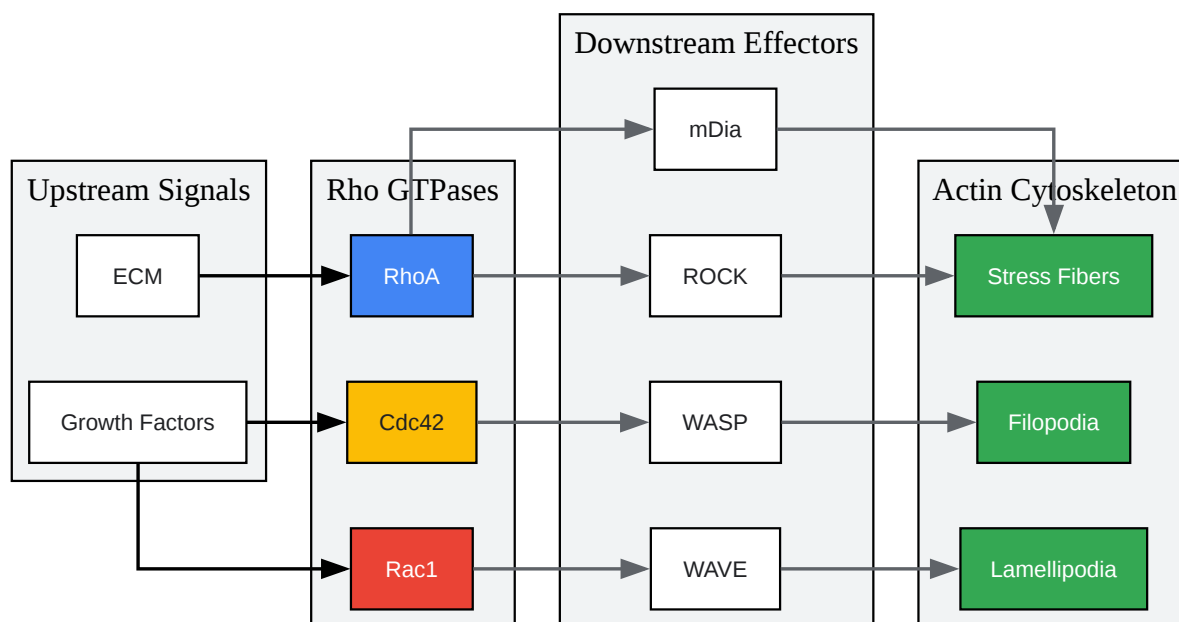 Downstream Effectors
mDia
Upstream Signals
Rho GTPases
Actin Cytoskeleton
ECM
RhoA
ROCK
Stress Fibers
Growth Factors
Cdc42
WASP
Filopodia
Rac1
WAVE
Lamellipodia